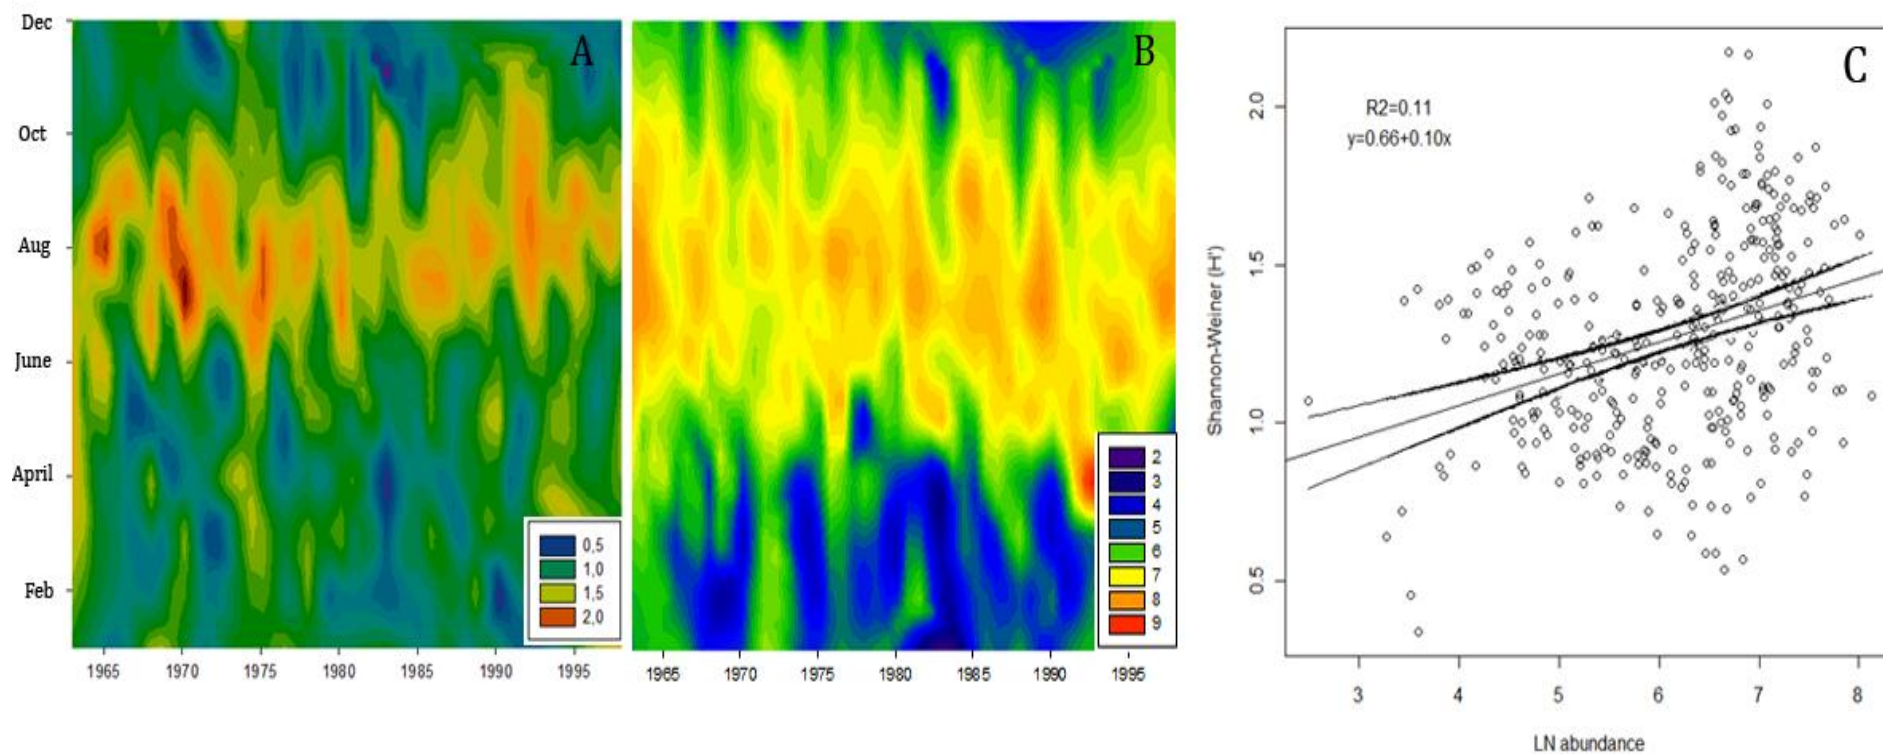 A
Dec
Oct
Aug
June
April
Feb
1965 1970 1975 1980 1985 1990 1995
0,5
1,0
1,5
2,0
B
1965 1970 1975 1980 1985 1990 1995
2
3
4
5
6
7
8
9
C
R2=0.11
y=0.66+0.10x
Shannon-Weiner (H')
2.0
1.5
1.0
0.5
3 4 5 6 7 8
LN abundance